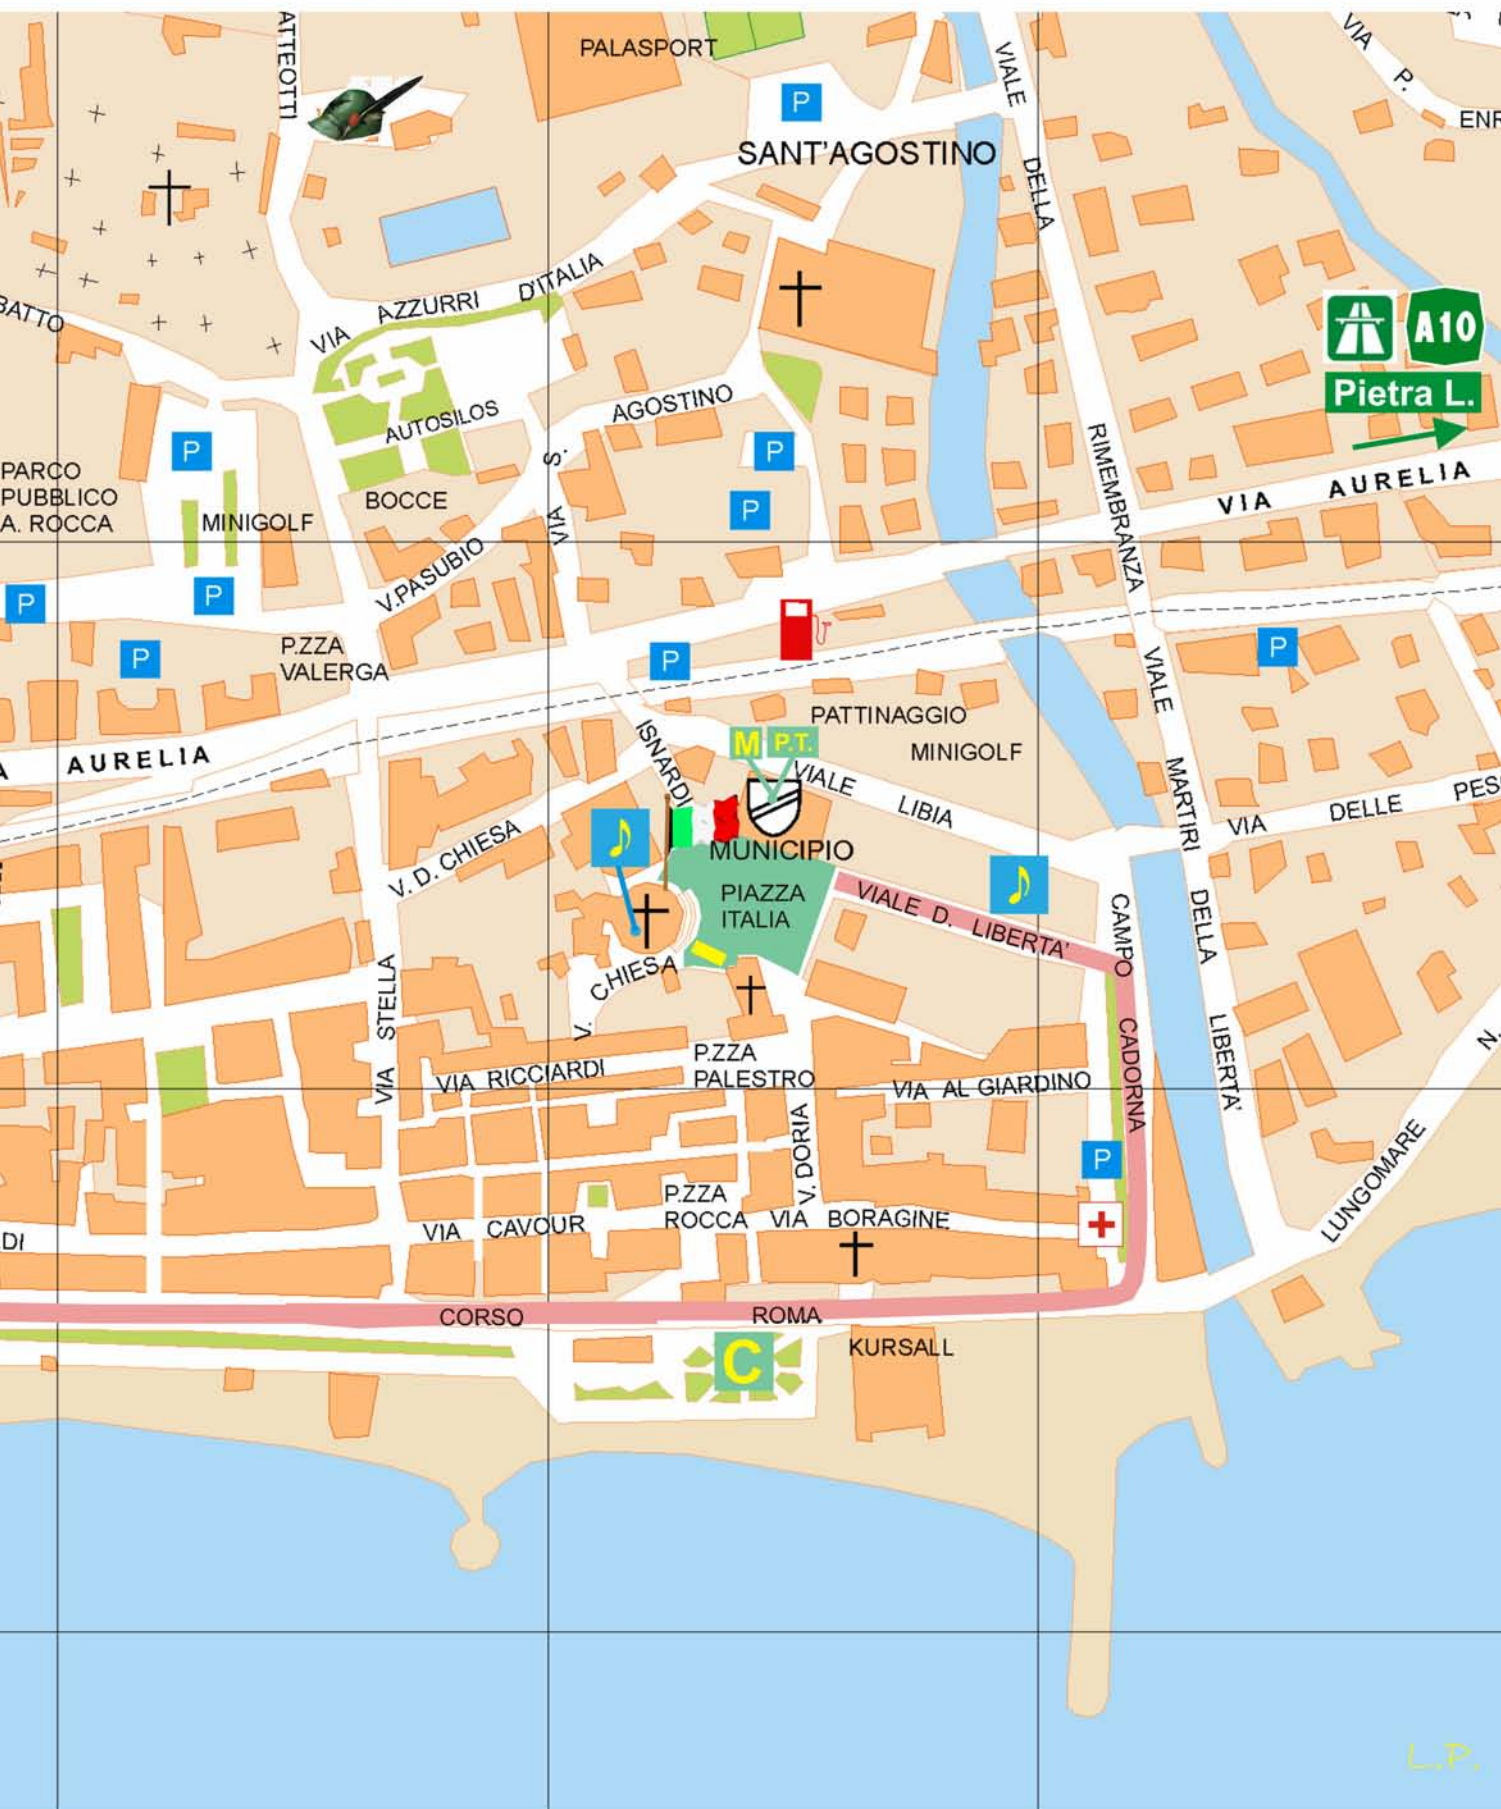 ATTEOTTI
PALASPORT
P
VIALE
DELLA
VIA P.
ENR
SANT'AGOSTINO
BATTO
VIA AZZURRI D'ITALIA
A10
Pietra L.
AUTOSILOS
AGOSTINO
VIA S.
P
P
P
PARCO
PUBBLICO
A. ROCCA
MINIGOLF
BOCCE
RIMEMBRANZA
VIA AURELIA
V.PASUBIO
P
P
P
P
P
P.ZZA
VALERGA
AURELIA
ISNARDI
PATTINAGGIO
MINIGOLF
M P.T.
VIALE LIBIA
VIALE
MARTIRI
DELLA
LIBERTA'
VIA DELLE PES
V. D. CHIESA
MUNICIPIO
PIAZZA
ITALIA
VIALE D. LIBERTA'
CAMPO
CADORNA
V. CHIESA
VIA STELLA
VIA RICCIARDI
P.ZZA
PALESTRO
VIA AL GIARDINO
N.
LUNGOMARE
V. DORIA
P
P.ZZA
ROCCA
VIA BORAGINE
VIA CAVOUR
DI
CORSO ROMA
C
KURSALL
L.P.